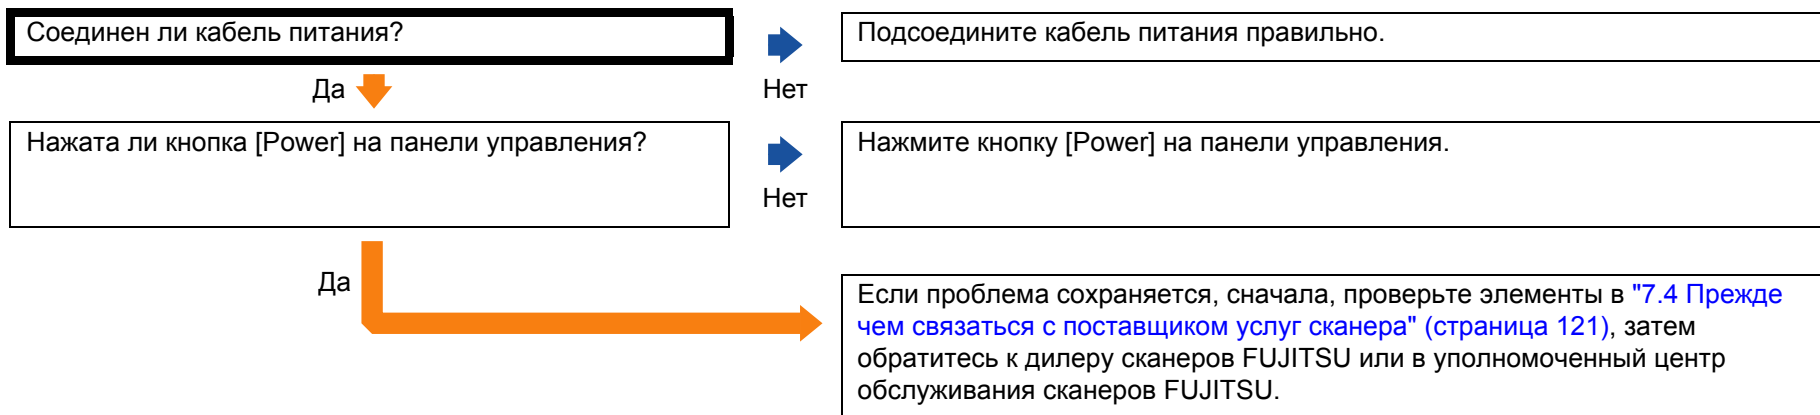 Соединен ли кабель питания?
Подсоедините кабель питания правильно.
Да
Нет
Нажата ли кнопка [Power] на панели управления?
Нажмите кнопку [Power] на панели управления.
Нет
Да
Если проблема сохраняется, сначала, проверьте элементы в "7.4 Прежде
чем связаться с поставщиком услуг сканера" (страница 121), затем
обратитесь к дилеру сканеров FUJITSU или в уполномоченный центр
обслуживания сканеров FUJITSU.